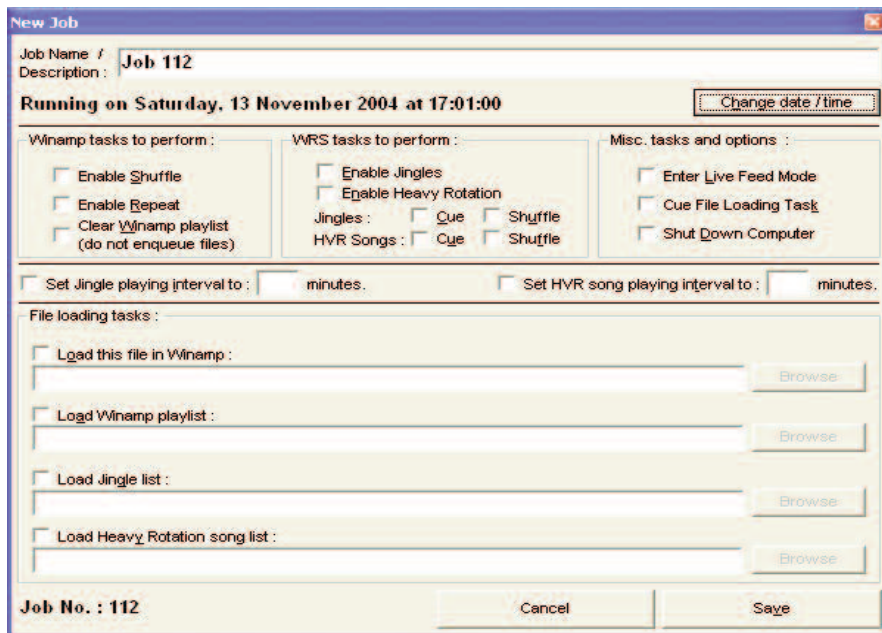 New Job
Job Name /
Description :
Job 112
Running on Saturday, 13 November 2004 at 17:01:00
Change date / time
Winamp tasks to perform :
Enable Shuffle
Enable Repeat
Clear Winamp playlist
(do not enqueue files)
WRS tasks to perform :
Enable Jingles
Enable Heavy Rotation
Jingles : Cue Shuffle
HVR Songs : Cue Shuffle
Misc. tasks and options :
Enter Live Feed Mode
Cue File Loading Task
Shut Down Computer
Set Jingle playing interval to : minutes.
Set HVR song playing interval to : minutes.
File loading tasks :
Load this file in Winamp :
Browse
Load Winamp playlist :
Browse
Load Jingle list :
Browse
Load Heavy Rotation song list :
Browse
Job No. : 112
Cancel
Save